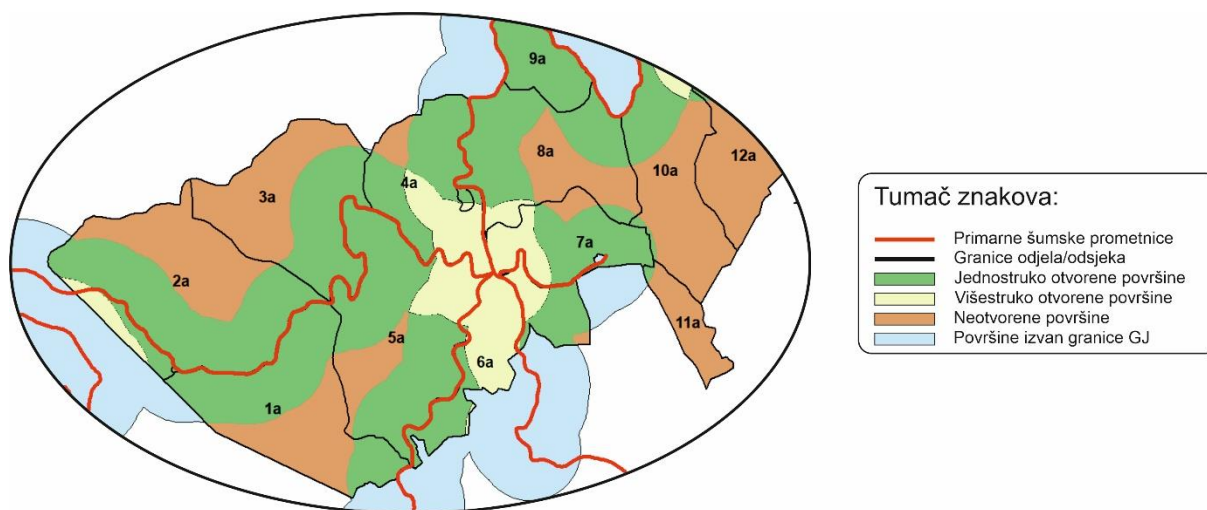 9a
8a
12a
10a
4a
3a
7a
2a
11a
5a
6a
1a
Tumač znakova:
Primarne šumske prometnice
Granice odjela/odsjeka
Jednostruko otvorene površine
Višestruko otvorene površine
Neotvorene površine
Površine izvan granice GJ